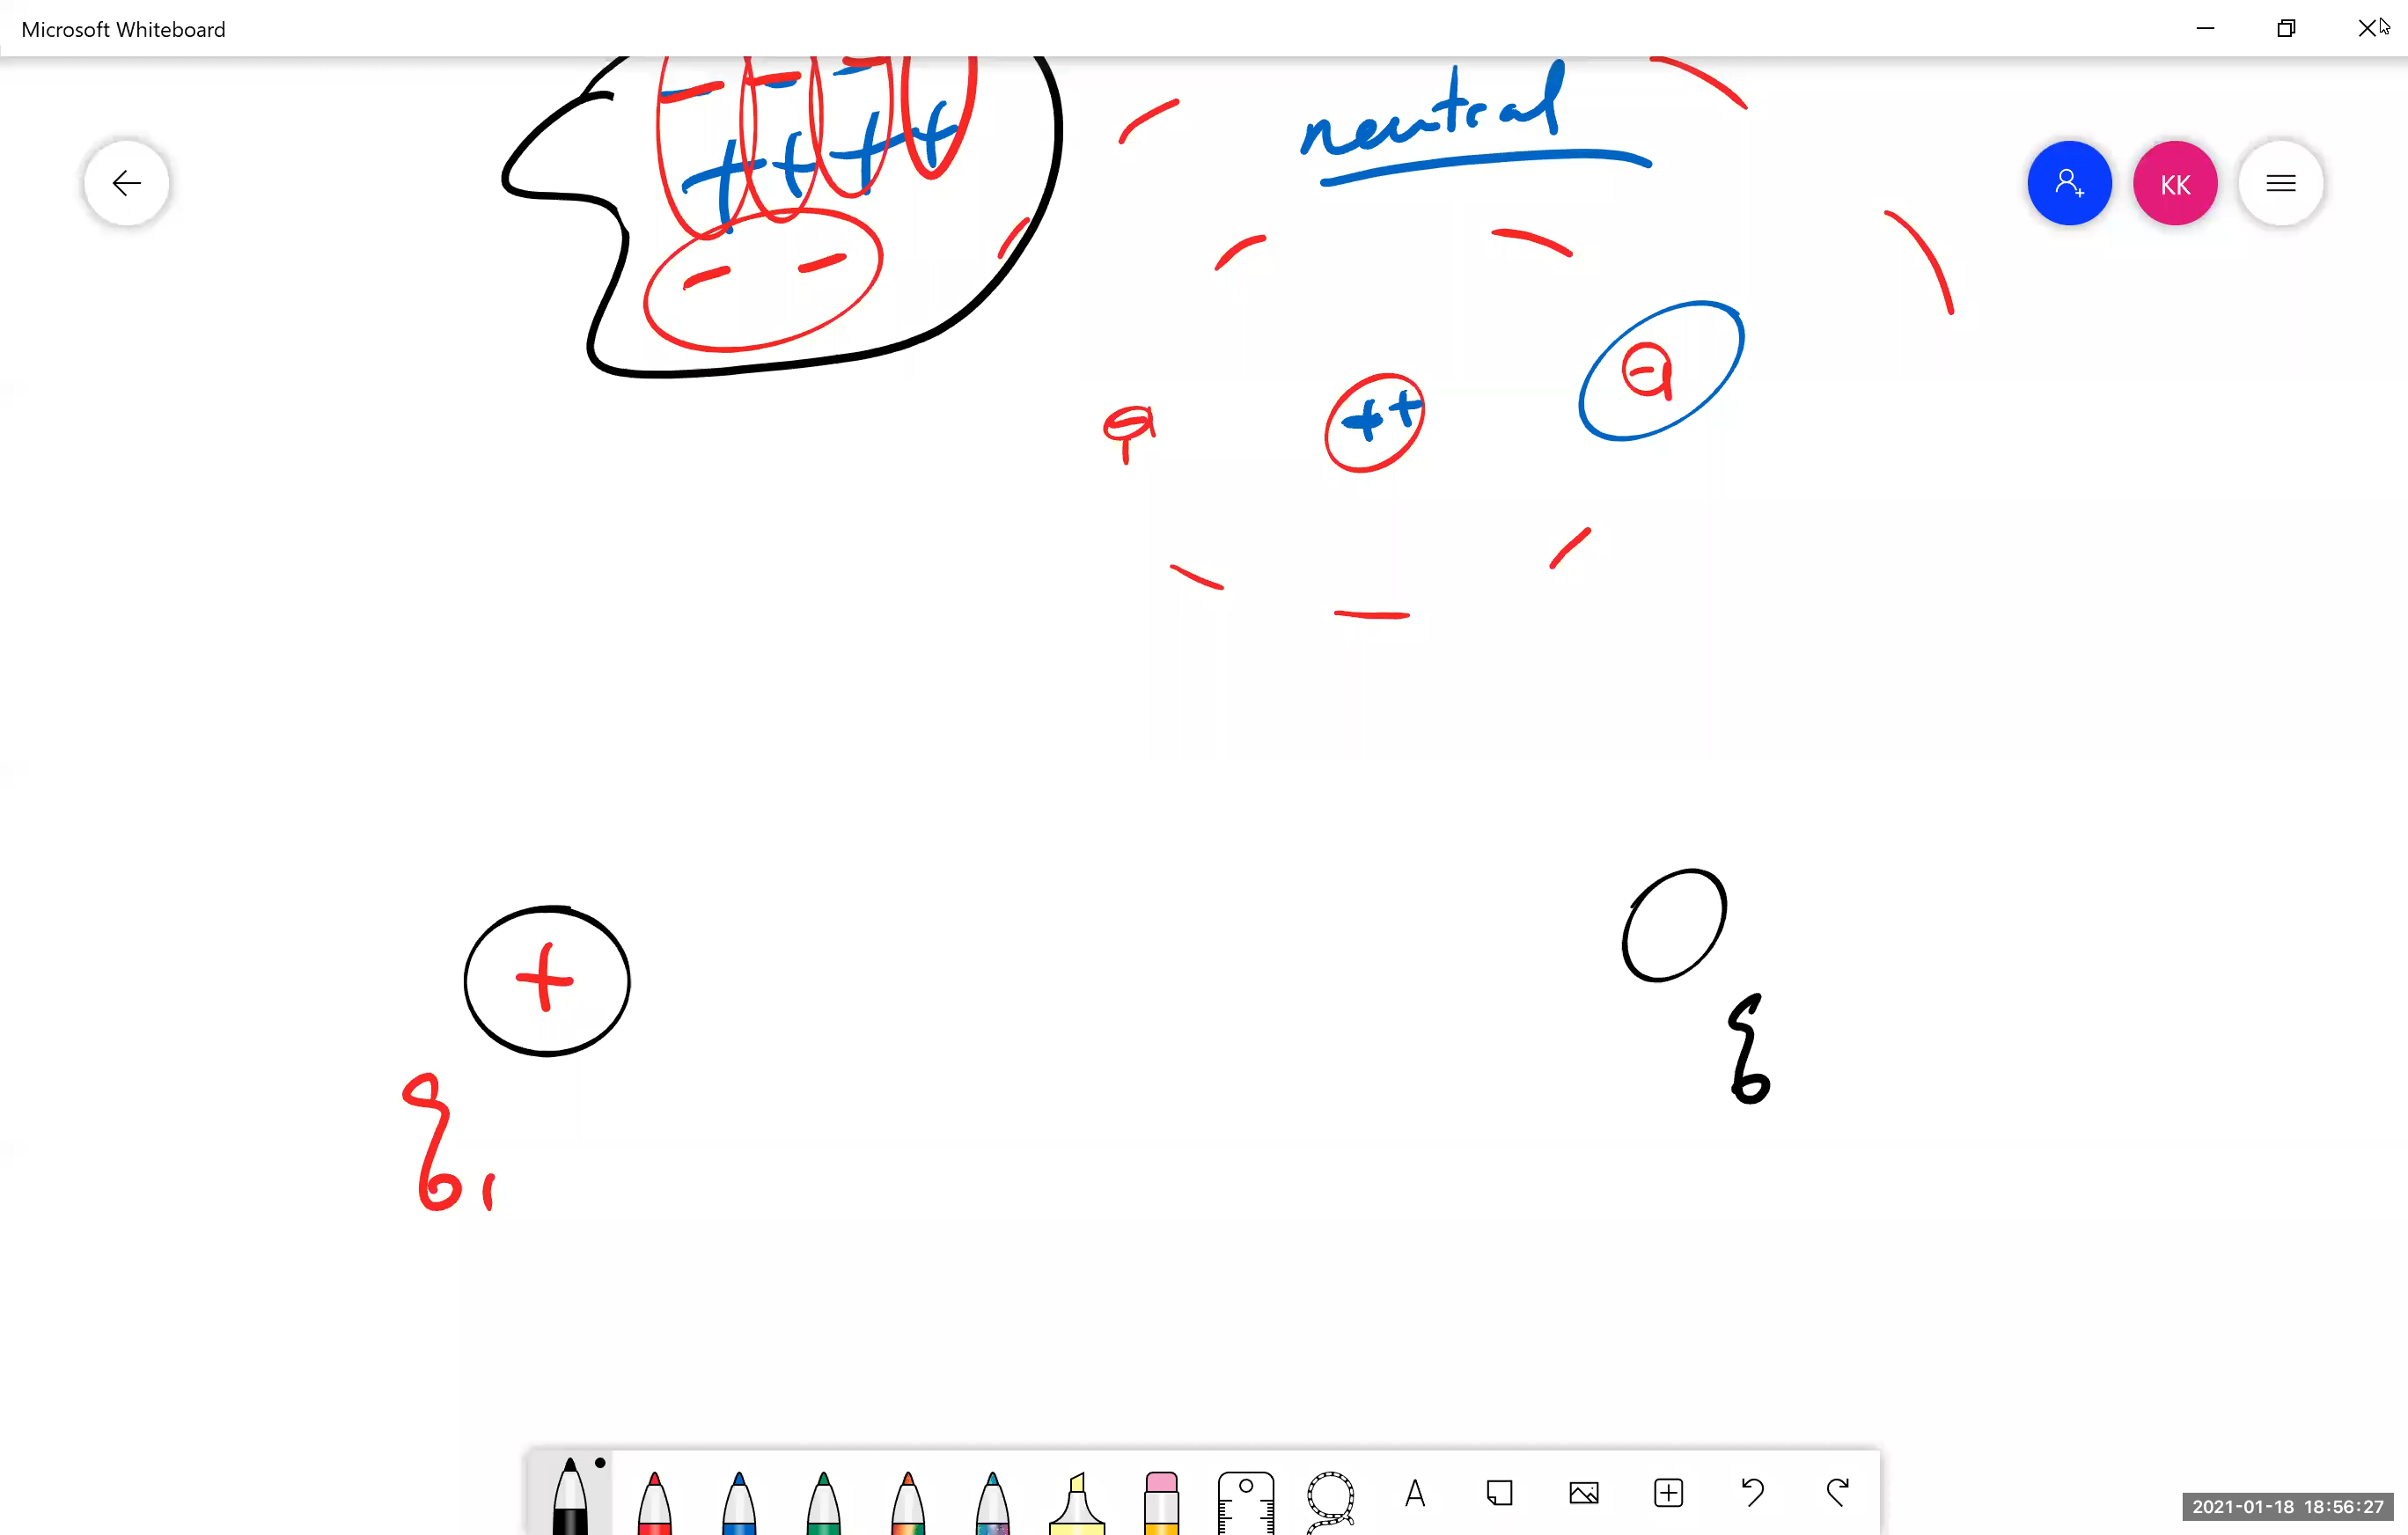 Microsoft Whiteboard
neutral
KK
- -
++
-
+
q
q1
A
2021-01-18 18:56:27